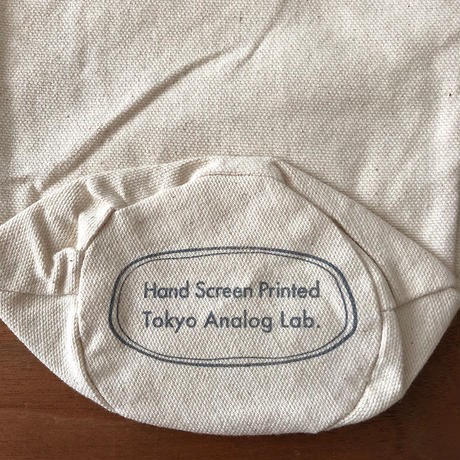 Hand Screen Printed
Tokyo Analog Lab.